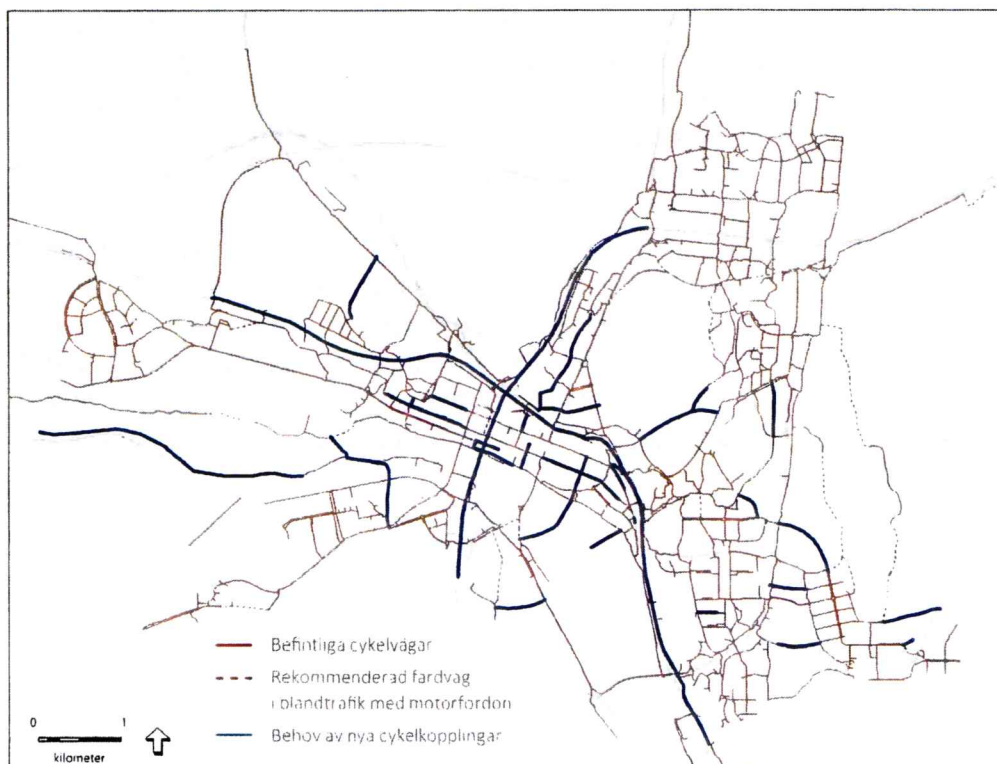 Befintliga cykelvägar
Rekommenderad färdväg
i blandtrafik med motorfordon
Behov av nya cykelkopplingar
0 1
kilometer